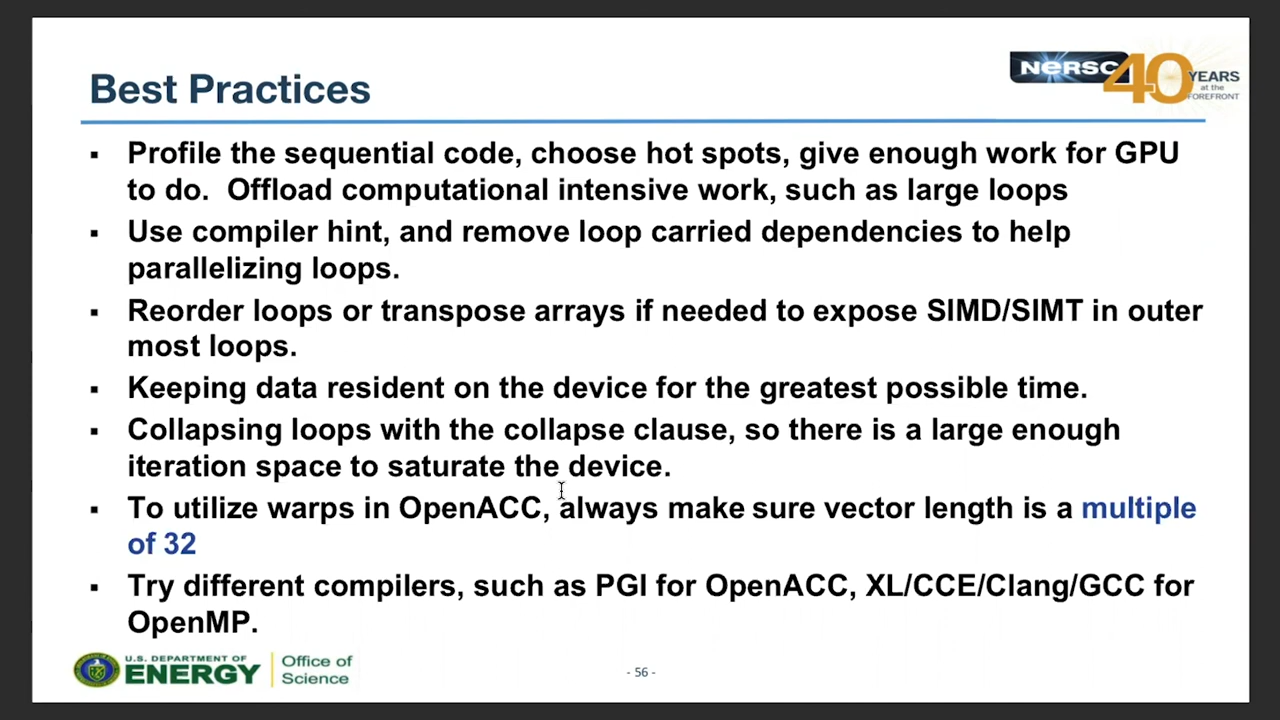 Best Practices
NERSC 40 YEARS
at the
FOREFRONT
▪ Profile the sequential code, choose hot spots, give enough work for GPU
to do.  Offload computational intensive work, such as large loops
▪ Use compiler hint, and remove loop carried dependencies to help
parallelizing loops.
▪ Reorder loops or transpose arrays if needed to expose SIMD/SIMT in outer
most loops.
▪ Keeping data resident on the device for the greatest possible time.
▪ Collapsing loops with the collapse clause, so there is a large enough
iteration space to saturate the device.
▪ To utilize warps in OpenACC, always make sure vector length is a multiple
of 32
▪ Try different compilers, such as PGI for OpenACC, XL/CCE/Clang/GCC for
OpenMP.
U.S. DEPARTMENT OF
ENERGY
Office of
Science
- 56 -